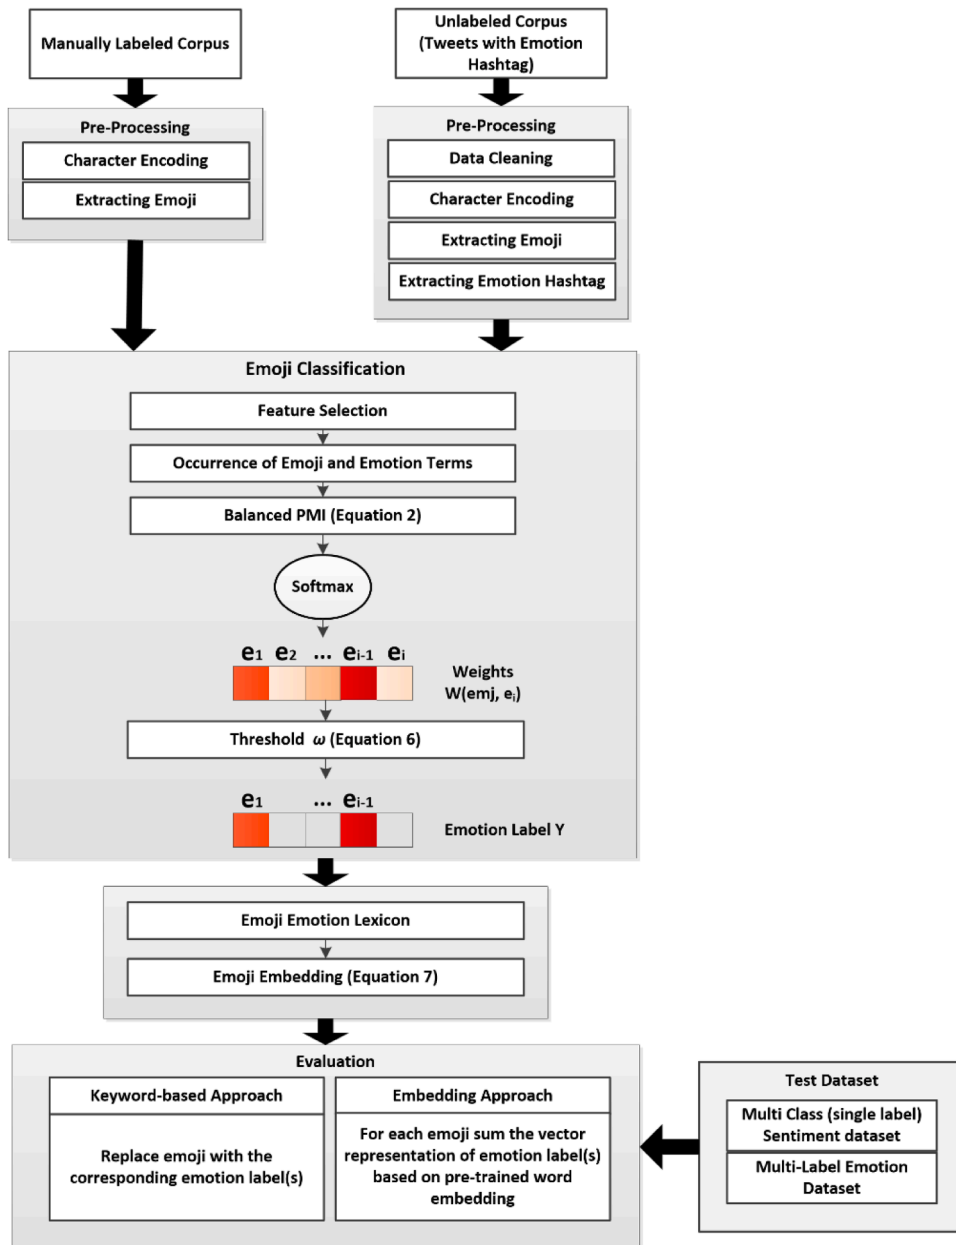 Manually Labeled Corpus
Unlabeled Corpus
(Tweets with Emotion
Hashtag)
Pre-Processing
Character Encoding
Extracting Emoji
Pre-Processing
Data Cleaning
Character Encoding
Extracting Emoji
Extracting Emotion Hashtag
Emoji Classification
Feature Selection
Occurrence of Emoji and Emotion Terms
Balanced PMI (Equation 2)
Softmax
e1 e2 ... ei-1 ei
Weights
W(emj, ei)
Threshold ω (Equation 6)
e1 ... ei-1
Emotion Label Y
Emoji Emotion Lexicon
Emoji Embedding (Equation 7)
Evaluation
Keyword-based Approach
Replace emoji with the
corresponding emotion label(s)
Embedding Approach
For each emoji sum the vector
representation of emotion label(s)
based on pre-trained word
embedding
Test Dataset
Multi Class (single label)
Sentiment dataset
Multi-Label Emotion
Dataset